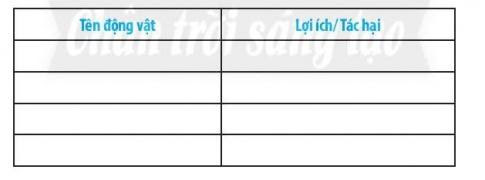 Tên động vật
Lợi ích/ Tác hại
Chân trời sáng tạo